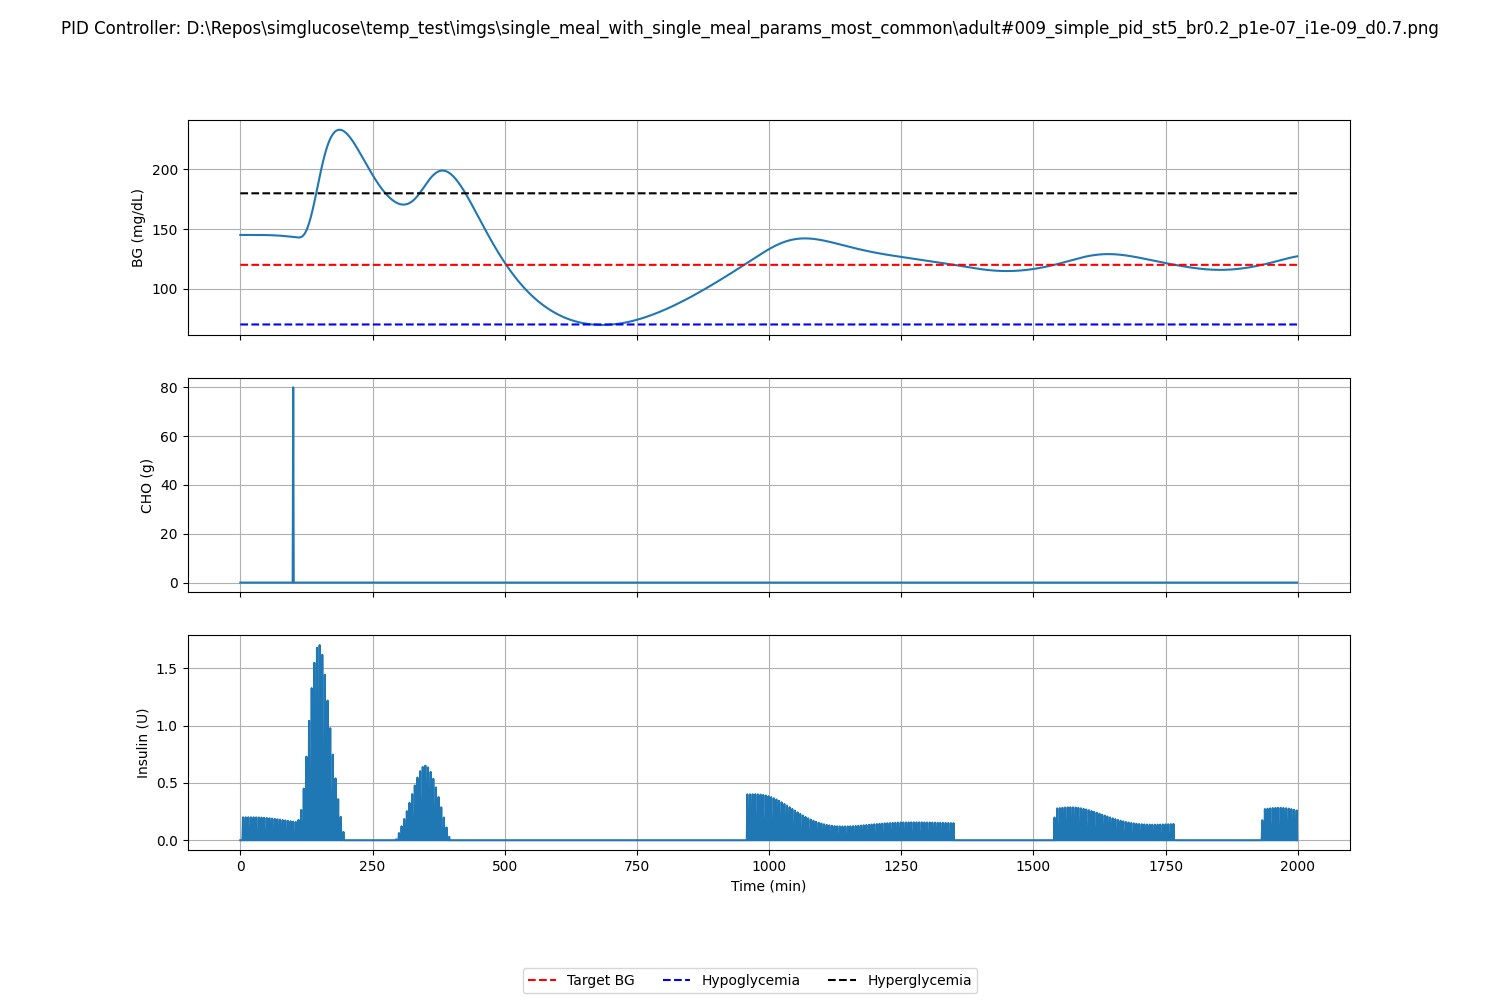 PID Controller: D:\Repos\simglucose\temp_test\imgs\single_meal_with_single_meal_params_most_common\adult#009_simple_pid_st5_br0.2_p1e-07_i1e-09_d0.7.png
200
150
100
BG (mg/dL)
80
60
40
20
0
CHO (g)
1.5
1.0
0.5
0.0
Insulin (U)
0 250 500 750 1000 1250 1500 1750 2000
Time (min)
Target BG Hypoglycemia Hyperglycemia